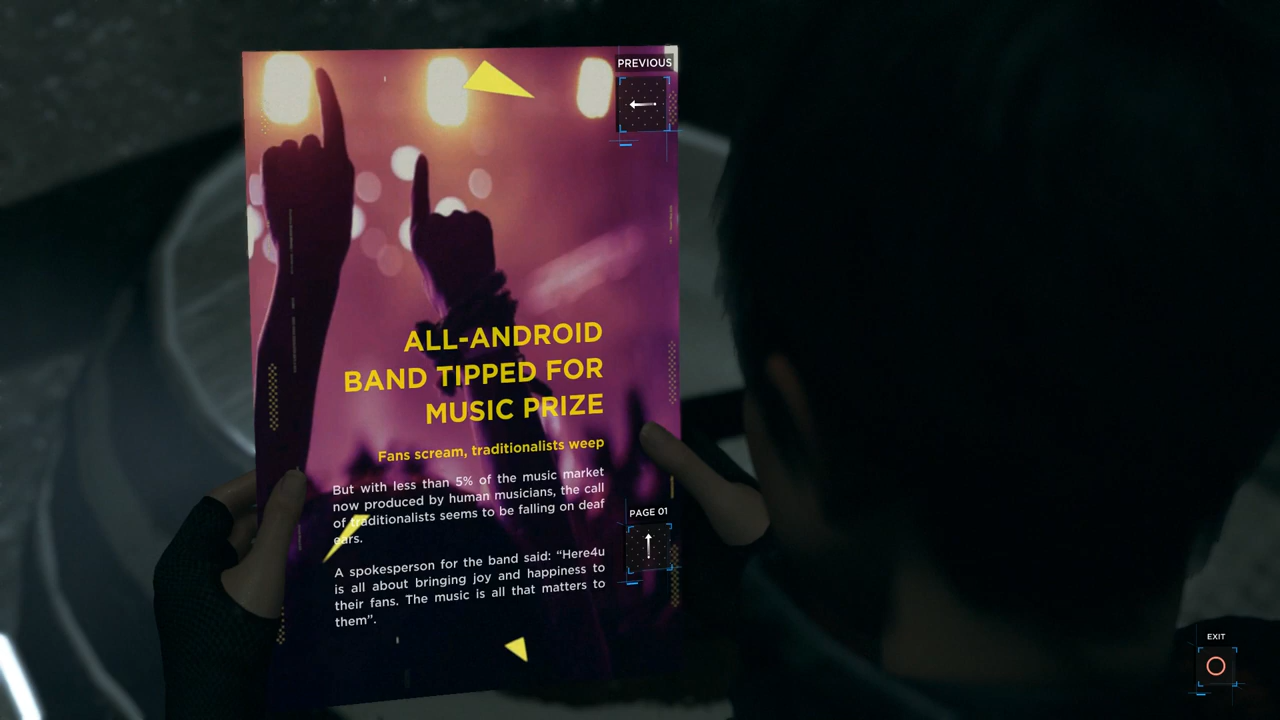 PREVIOUS
ALL-ANDROID
BAND TIPPED FOR
MUSIC PRIZE
Fans scream, traditionalists weep
But with less than 5% of the music market
now produced by human musicians, the call
of traditionalists seems to be falling on deaf
ears.
PAGE 01
A spokesperson for the band said: “Here4u
is all about bringing joy and happiness to
their fans. The music is all that matters to
them”.
EXIT